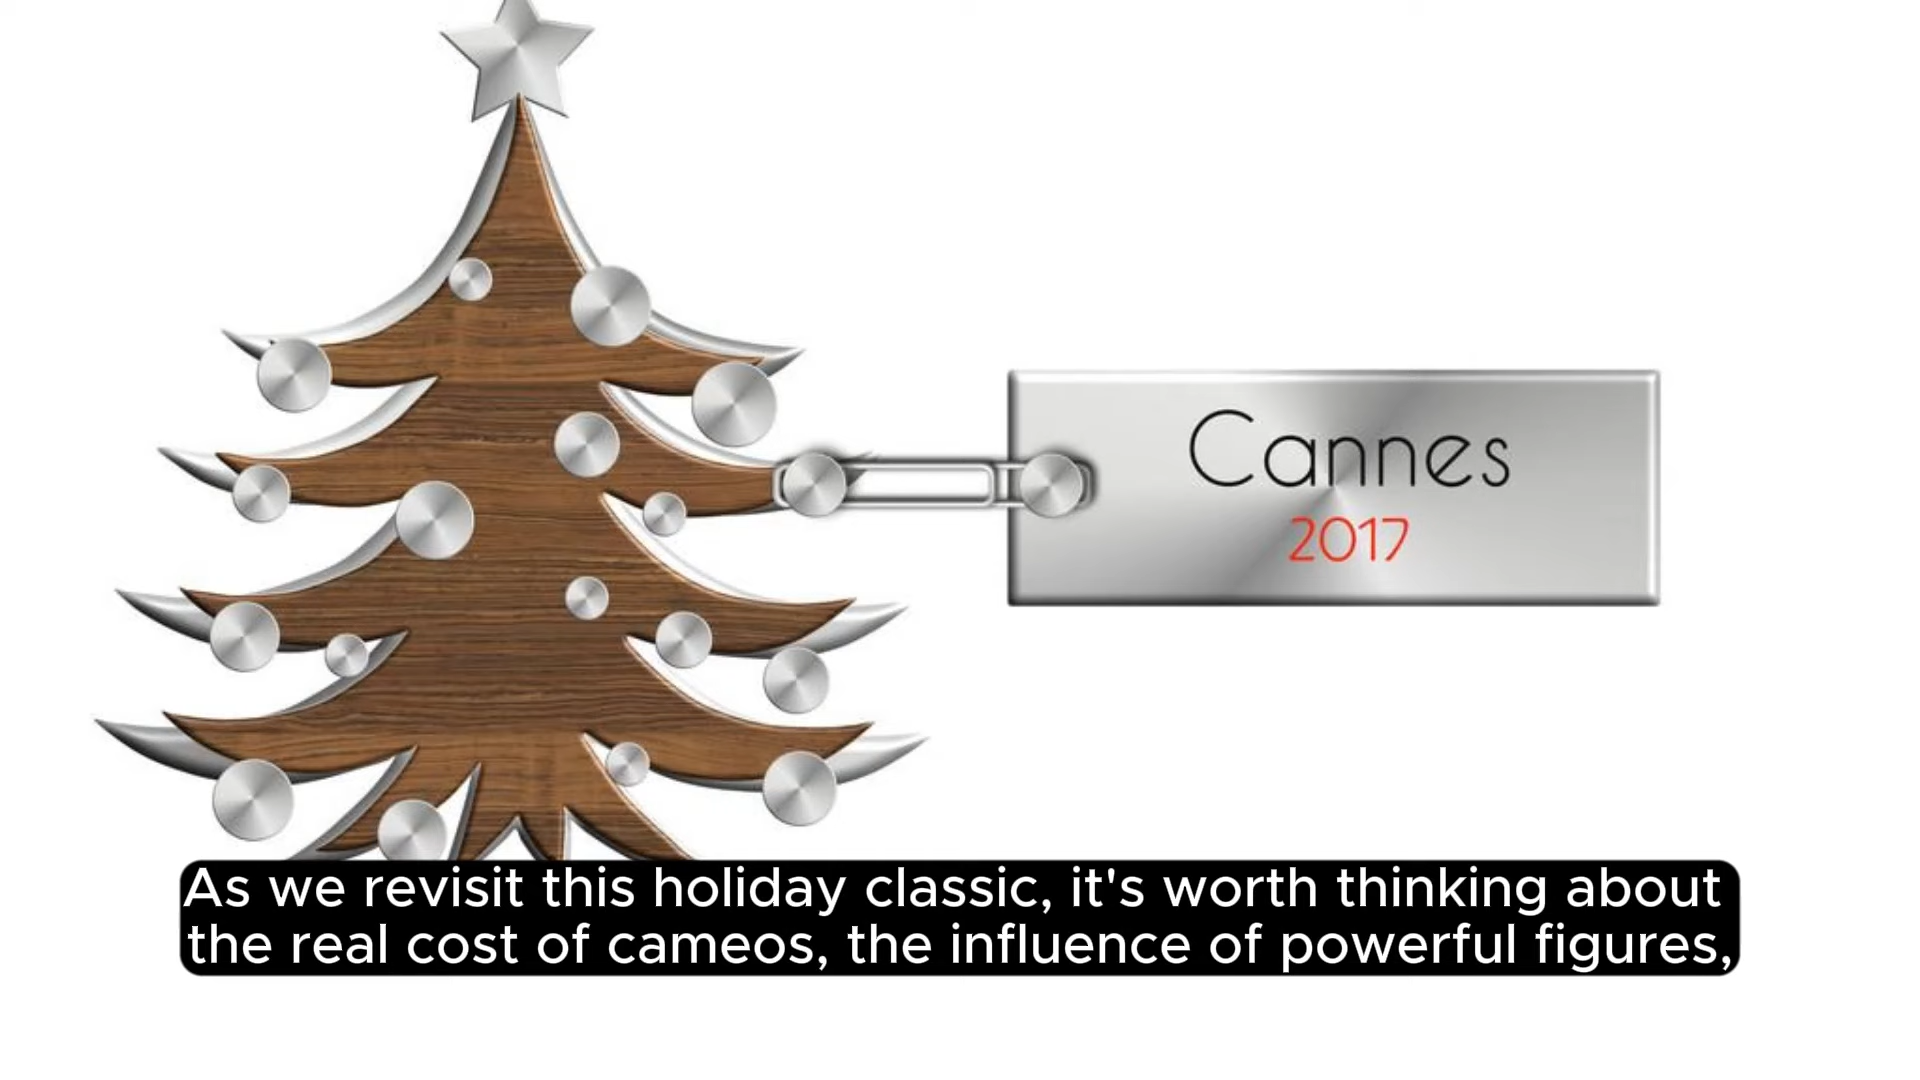 Cannes
2017
As we revisit this holiday classic, it's worth thinking about
the real cost of cameos, the influence of powerful figures,